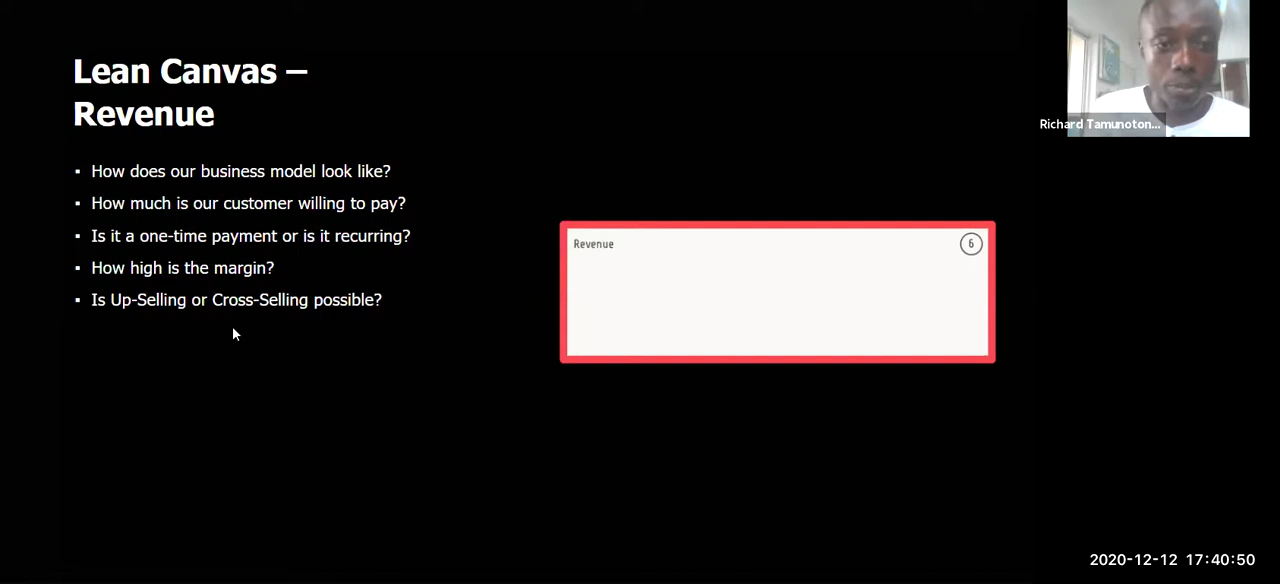 Lean Canvas –
Revenue
▪ How does our business model look like?
▪ How much is our customer willing to pay?
▪ Is it a one-time payment or is it recurring?
▪ How high is the margin?
▪ Is Up-Selling or Cross-Selling possible?
Revenue
6
Richard Tamunoton...
2020-12-12 17:40:50